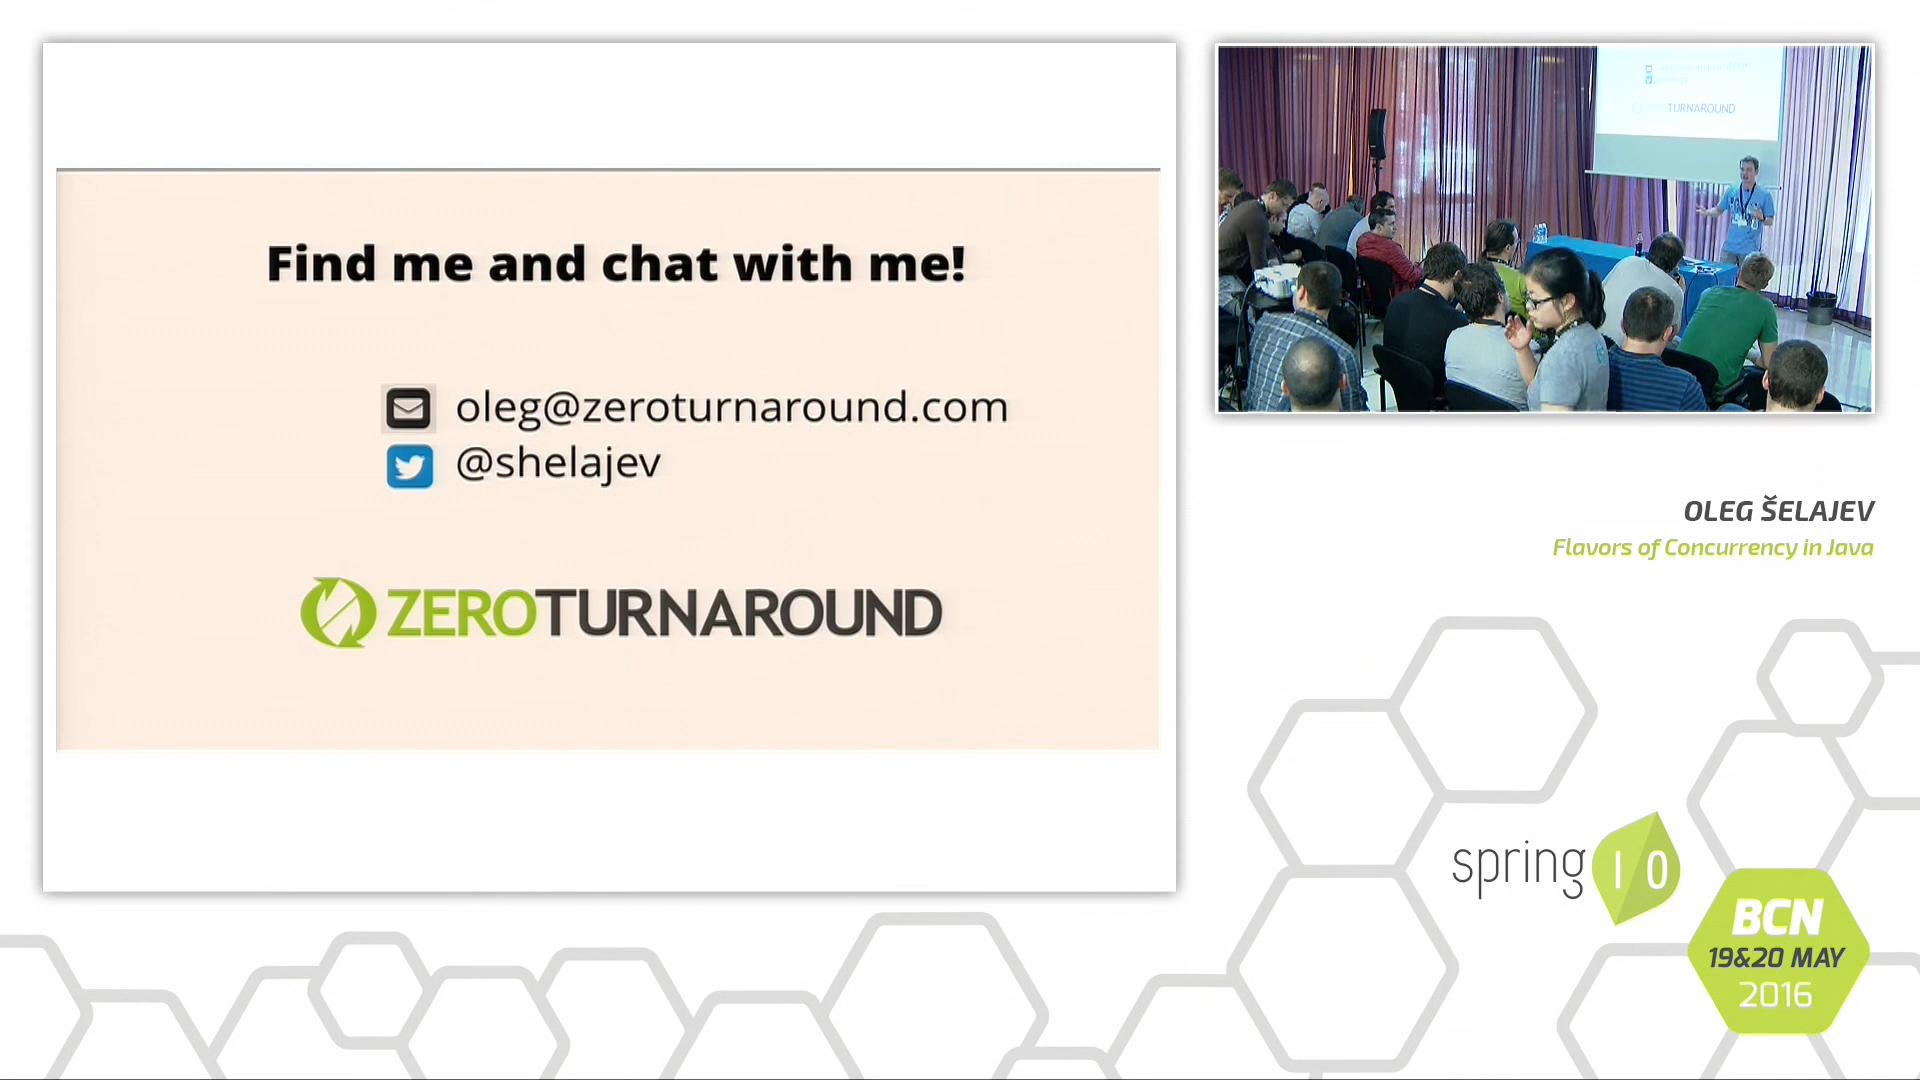 Find me and chat with me!
oleg@zeroturnaround.com
@shelajev
ZEROTURNAROUND
TURNAROUND
OLEG ŠELAJEV
Flavors of Concurrency in Java
spring I O
BCN
19&20 MAY
2016